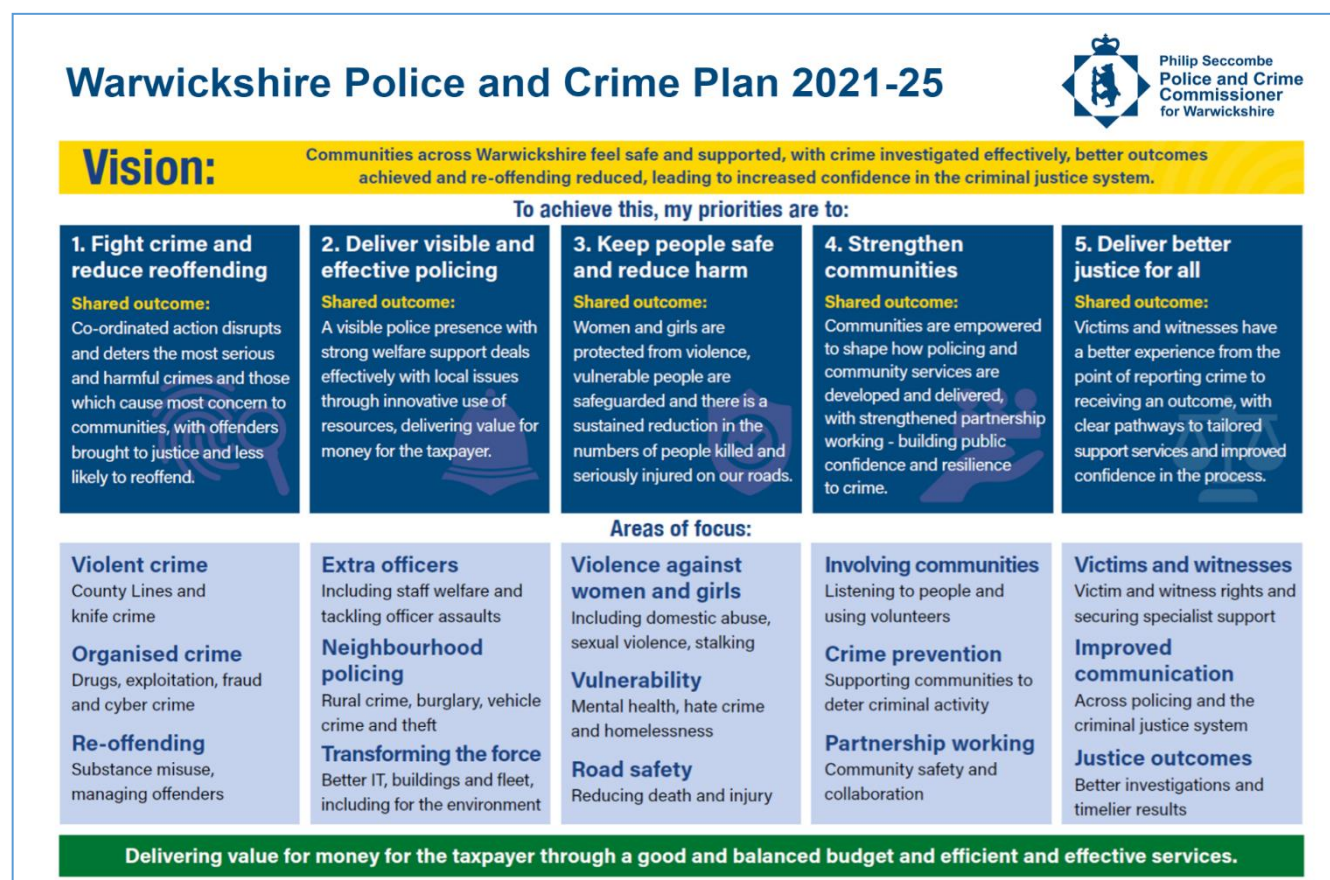 Warwickshire Police and Crime Plan 2021-25
Philip Seccombe
Police and Crime
Commissioner
for Warwickshire
Vision:
Communities across Warwickshire feel safe and supported, with crime investigated effectively, better outcomes
achieved and re-offending reduced, leading to increased confidence in the criminal justice system.
To achieve this, my priorities are to:
1. Fight crime and
reduce reoffending
Shared outcome:
Co-ordinated action disrupts
and deters the most serious
and harmful crimes and those
which cause most concern to
communities, with offenders
brought to justice and less
likely to reoffend.
2. Deliver visible and
effective policing
Shared outcome:
A visible police presence with
strong welfare support deals
effectively with local issues
through innovative use of
resources, delivering value for
money for the taxpayer.
3. Keep people safe
and reduce harm
Shared outcome:
Women and girls are
protected from violence,
vulnerable people are
safeguarded and there is a
sustained reduction in the
numbers of people killed and
seriously injured on our roads.
4. Strengthen
communities
Shared outcome:
Communities are empowered
to shape how policing and
community services are
developed and delivered,
with strengthened partnership
working - building public
confidence and resilience
to crime.
5. Deliver better
justice for all
Shared outcome:
Victims and witnesses have
a better experience from the
point of reporting crime to
receiving an outcome, with
clear pathways to tailored
support services and improved
confidence in the process.
Areas of focus:
Violent crime
County Lines and
knife crime
Organised crime
Drugs, exploitation, fraud
and cyber crime
Re-offending
Substance misuse,
managing offenders
Extra officers
Including staff welfare and
tackling officer assaults
Neighbourhood
policing
Rural crime, burglary, vehicle
crime and theft
Transforming the force
Better IT, buildings and fleet,
including for the environment
Violence against
women and girls
Including domestic abuse,
sexual violence, stalking
Vulnerability
Mental health, hate crime
and homelessness
Road safety
Reducing death and injury
Involving communities
Listening to people and
using volunteers
Crime prevention
Supporting communities to
deter criminal activity
Partnership working
Community safety and
collaboration
Victims and witnesses
Victim and witness rights and
securing specialist support
Improved
communication
Across policing and the
criminal justice system
Justice outcomes
Better investigations and
timelier results
Delivering value for money for the taxpayer through a good and balanced budget and efficient and effective services.